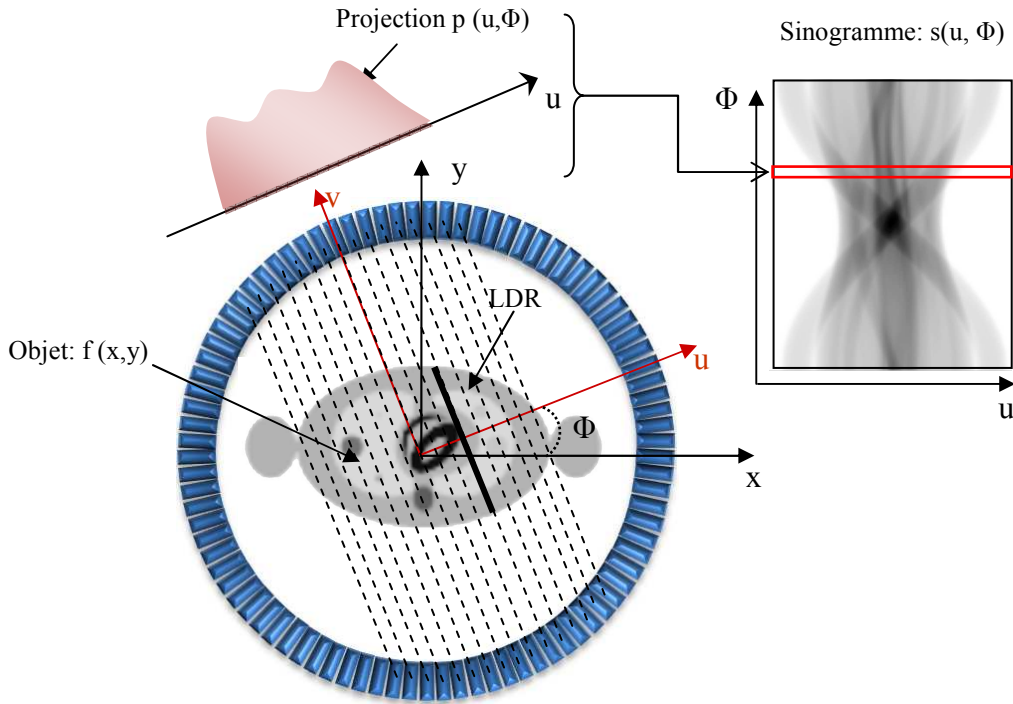 Projection p (u,Φ)
Sinogramme: s(u, Φ)
u
Φ
y
v
LDR
Objet: f (x,y)
u
Φ
x
u